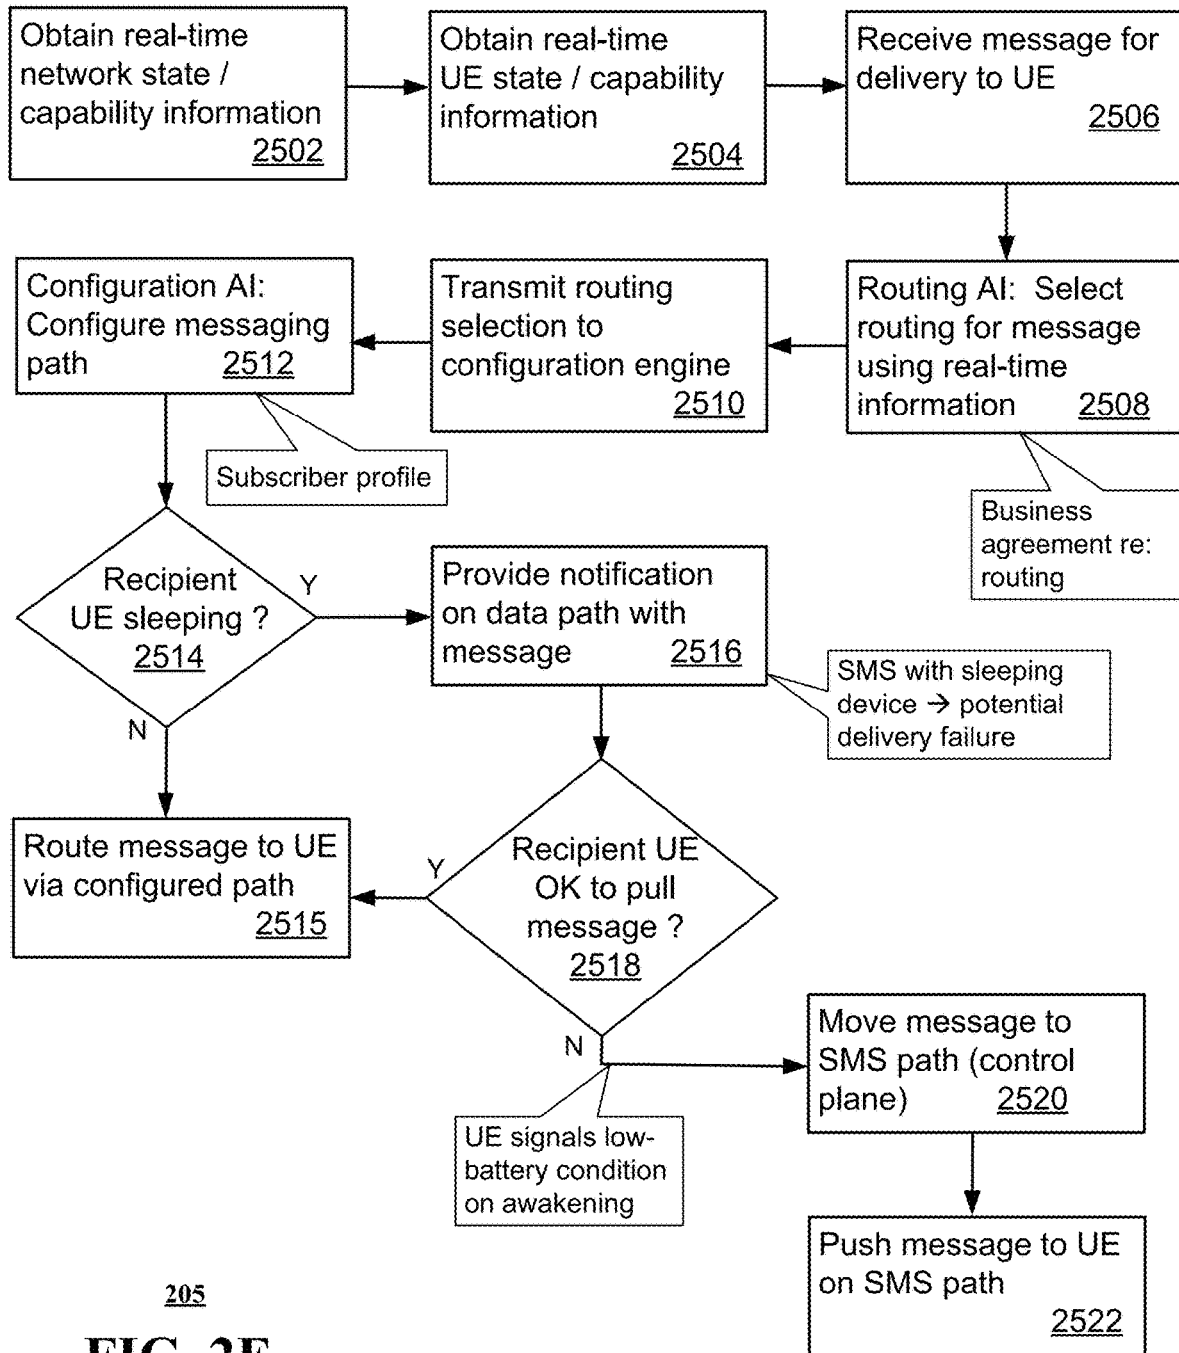 Obtain real-time
network state /
capability information
2502
Obtain real-time
UE state / capability
information
2504
Receive message for
delivery to UE
2506
Configuration AI:
Configure messaging
path 2512
Transmit routing
selection to
configuration engine
2510
Routing AI: Select
routing for message
using real-time
information 2508
Subscriber profile
Business
agreement re:
routing
Recipient
UE sleeping ?
2514
Y
N
Provide notification
on data path with
message 2516
SMS with sleeping
device → potential
delivery failure
Route message to UE
via configured path
2515
Y
Recipient UE
OK to pull
message ?
2518
N
Move message to
SMS path (control
plane) 2520
UE signals low-
battery condition
on awakening
Push message to UE
on SMS path
2522
205